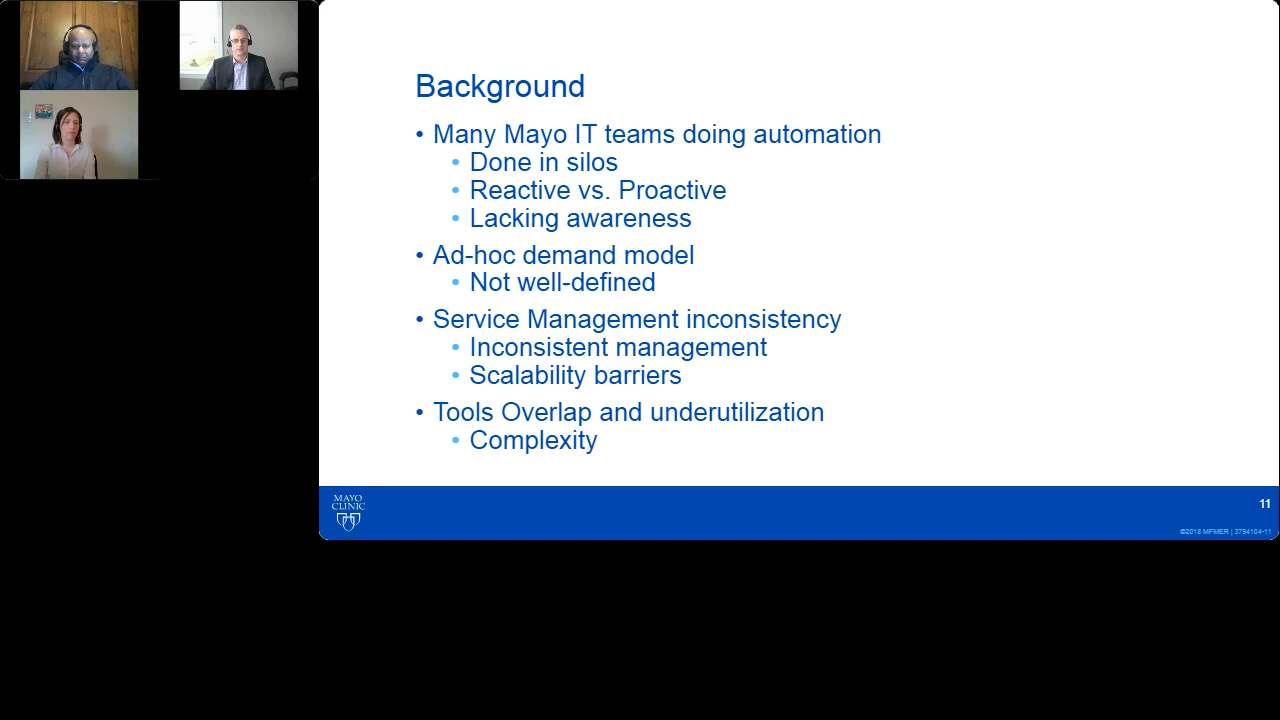 Background
• Many Mayo IT teams doing automation
• Done in silos
• Reactive vs. Proactive
• Lacking awareness
• Ad-hoc demand model
• Not well-defined
• Service Management inconsistency
• Inconsistent management
• Scalability barriers
• Tools Overlap and underutilization
• Complexity
MAYO
CLINIC
11
©2018 MFMER | 3794104-11